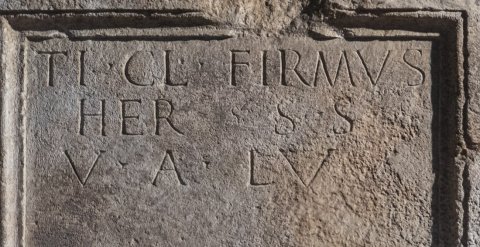 TI · CL · FIRMVS
HER · S · S
V · A · LV